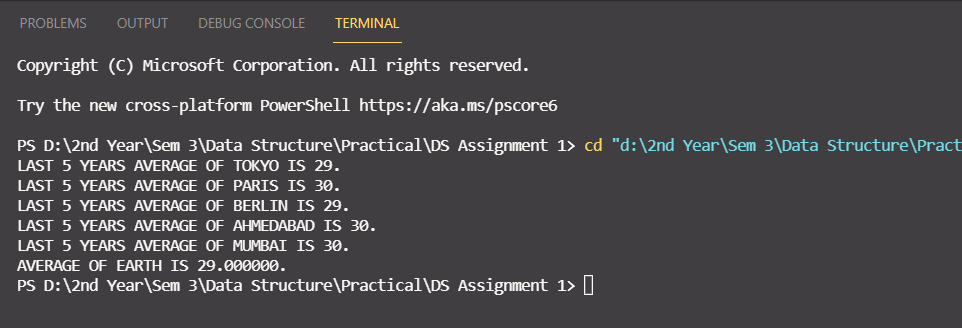 PROBLEMS OUTPUT DEBUG CONSOLE TERMINAL
Copyright (C) Microsoft Corporation. All rights reserved.
Try the new cross-platform PowerShell https://aka.ms/pscore6
PS D:\2nd Year\Sem 3\Data Structure\Practical\DS Assignment 1> cd "d:\2nd Year\Sem 3\Data Structure\Pract
LAST 5 YEARS AVERAGE OF TOKYO IS 29.
LAST 5 YEARS AVERAGE OF PARIS IS 30.
LAST 5 YEARS AVERAGE OF BERLIN IS 29.
LAST 5 YEARS AVERAGE OF AHMEDABAD IS 30.
LAST 5 YEARS AVERAGE OF MUMBAI IS 30.
AVERAGE OF EARTH IS 29.000000.
PS D:\2nd Year\Sem 3\Data Structure\Practical\DS Assignment 1>